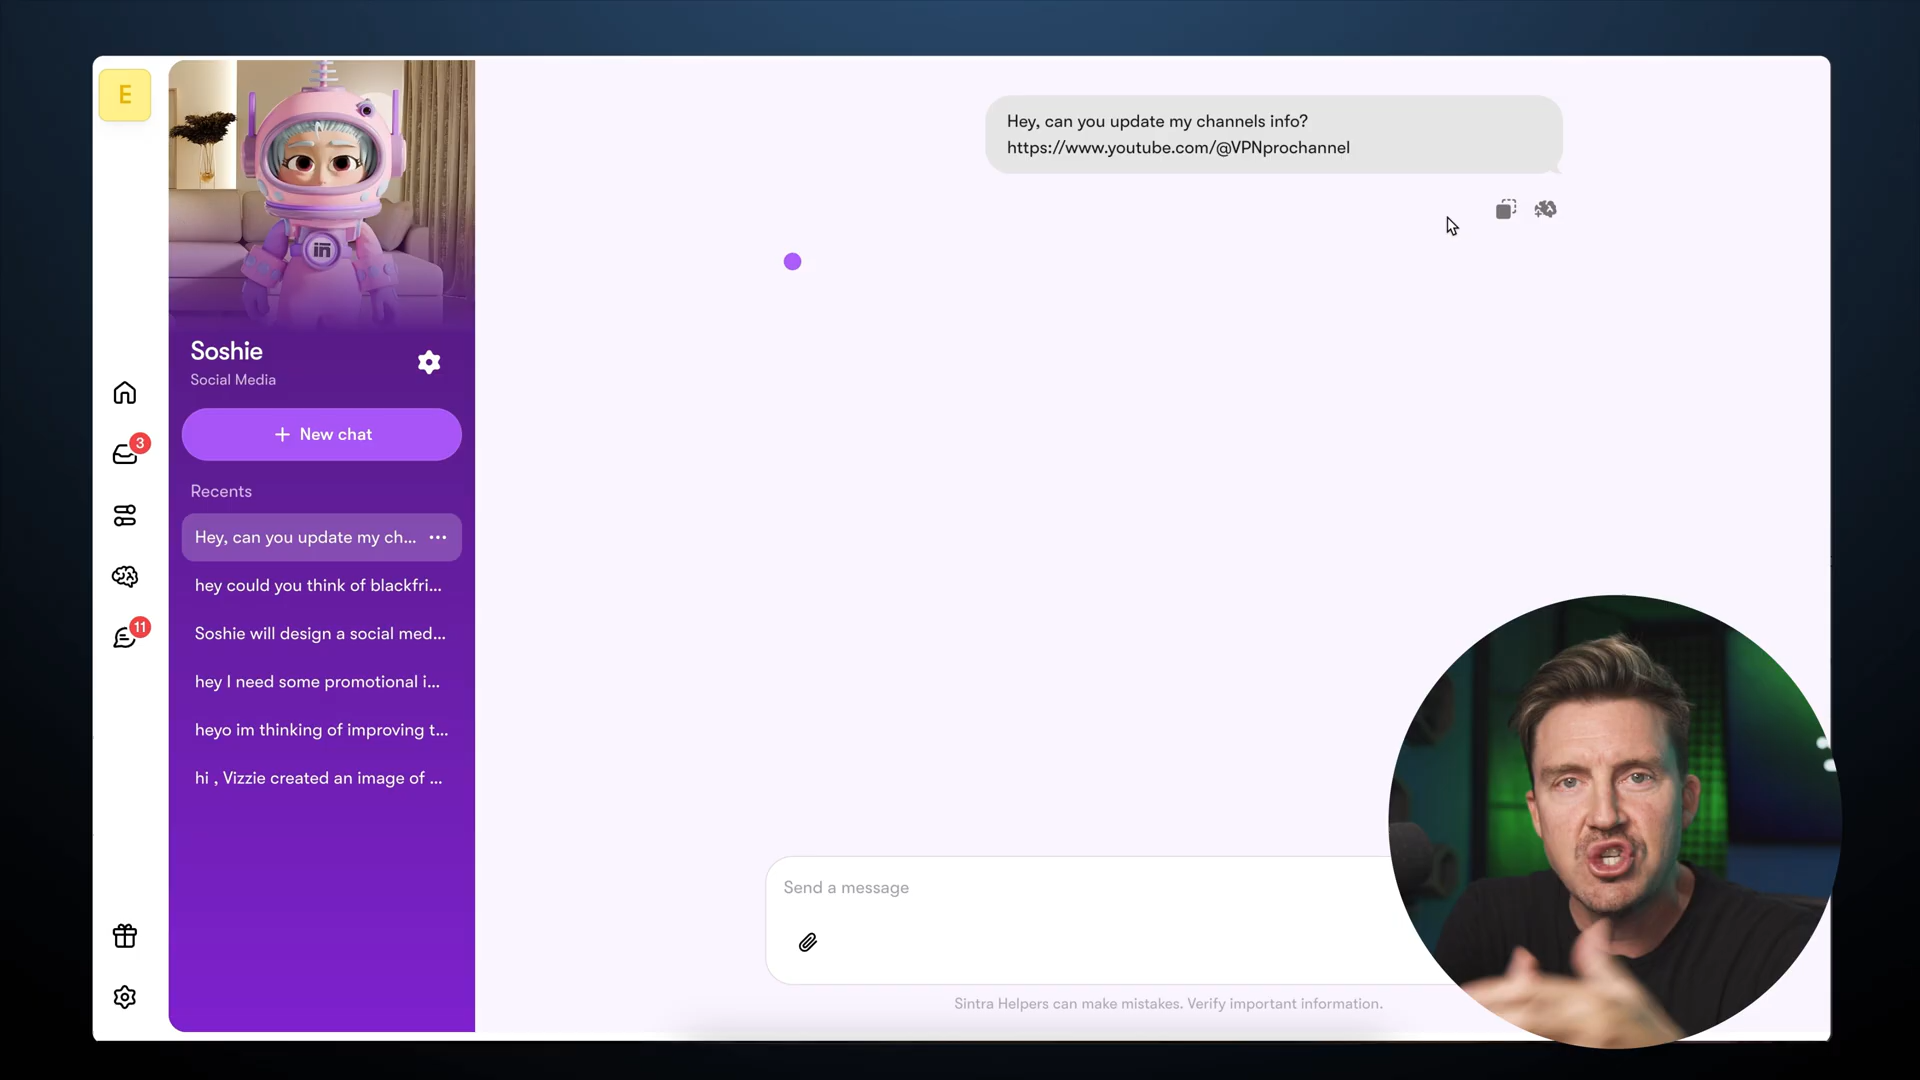 E
in
Soshie
Social Media
New chat
Recents
Hey, can you update my ch...
hey could you think of blackfri...
Soshie will design a social med...
hey I need some promotional i...
heyo im thinking of improving t...
hi , Vizzie created an image of ...
3
11
Hey, can you update my channels info?
https://www.youtube.com/@VPNprochannel
Send a message
Sintra Helpers can make mistakes. Verify important information.